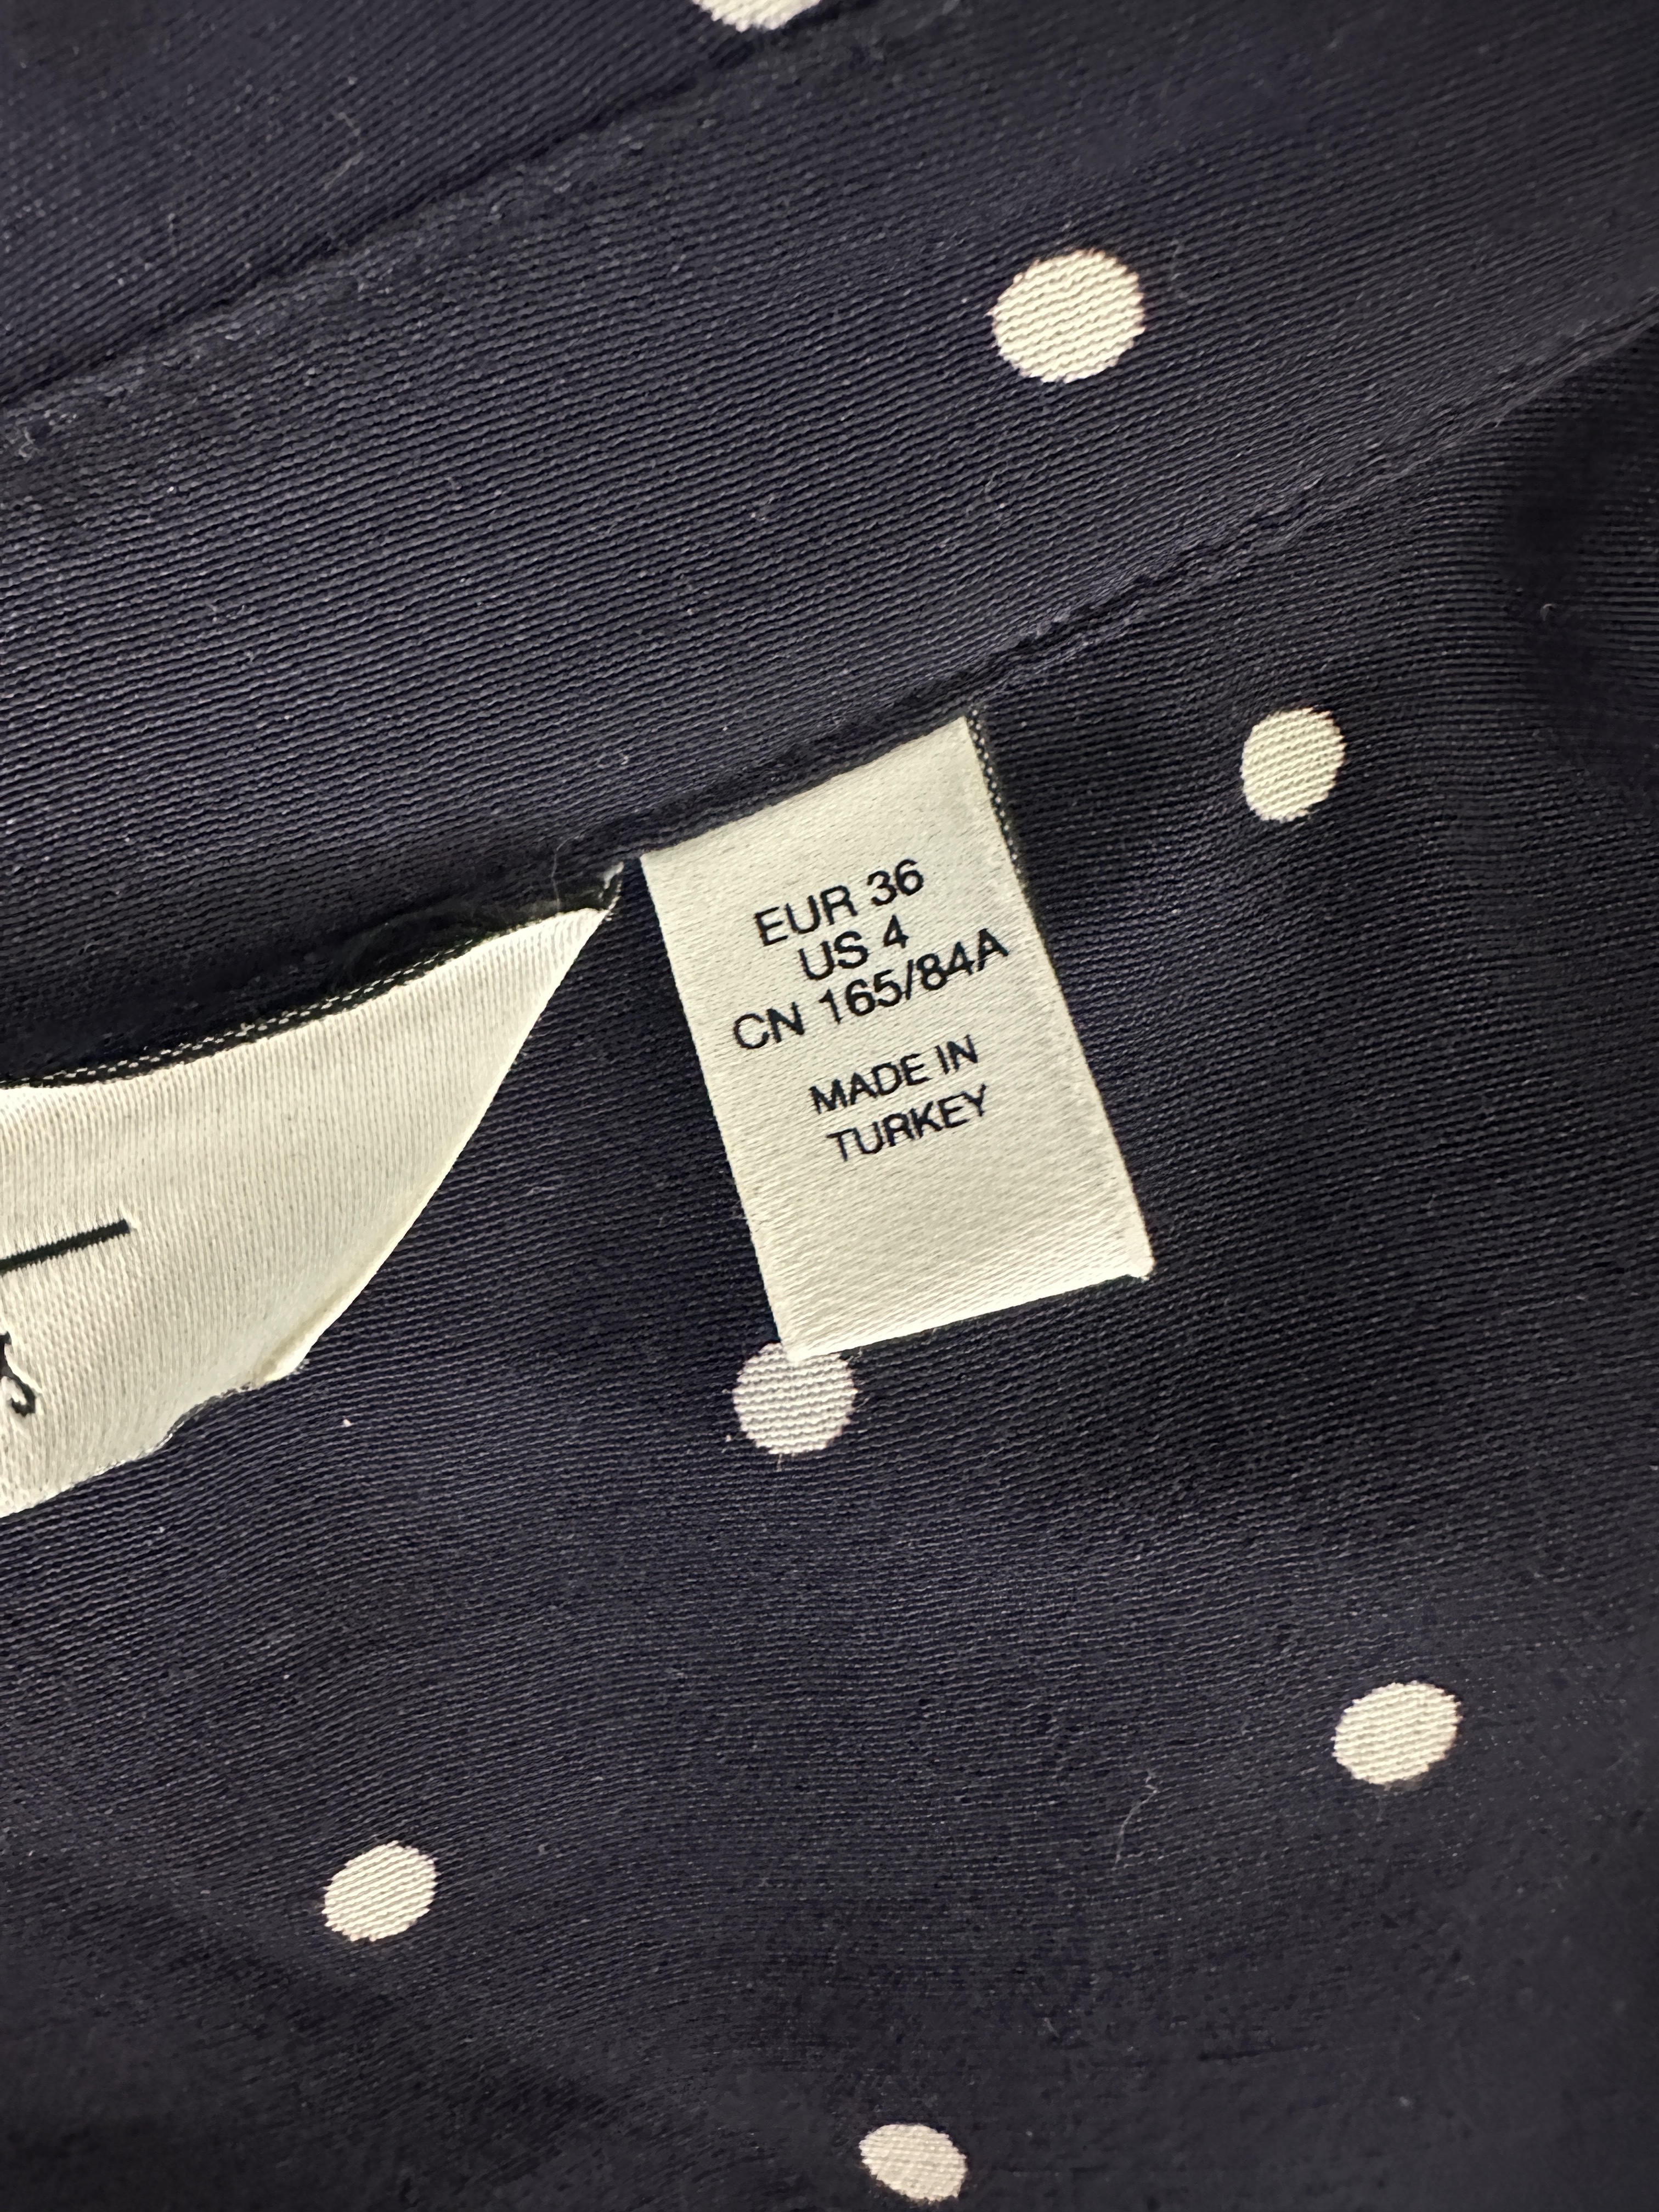 EUR 36
US 4
CN 165/84A
MADE IN
TURKEY